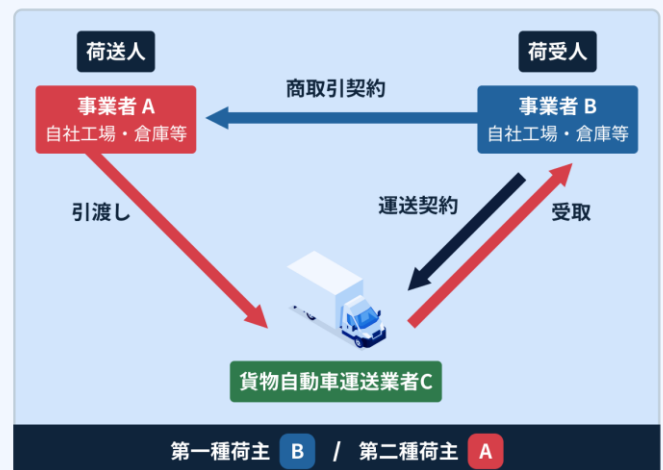 荷送人
荷受人
事業者 A
自社工場・倉庫等
商取引契約
事業者 B
自社工場・倉庫等
引渡し
運送契約
受取
貨物自動車運送業者C
第一種荷主 B / 第二種荷主 A